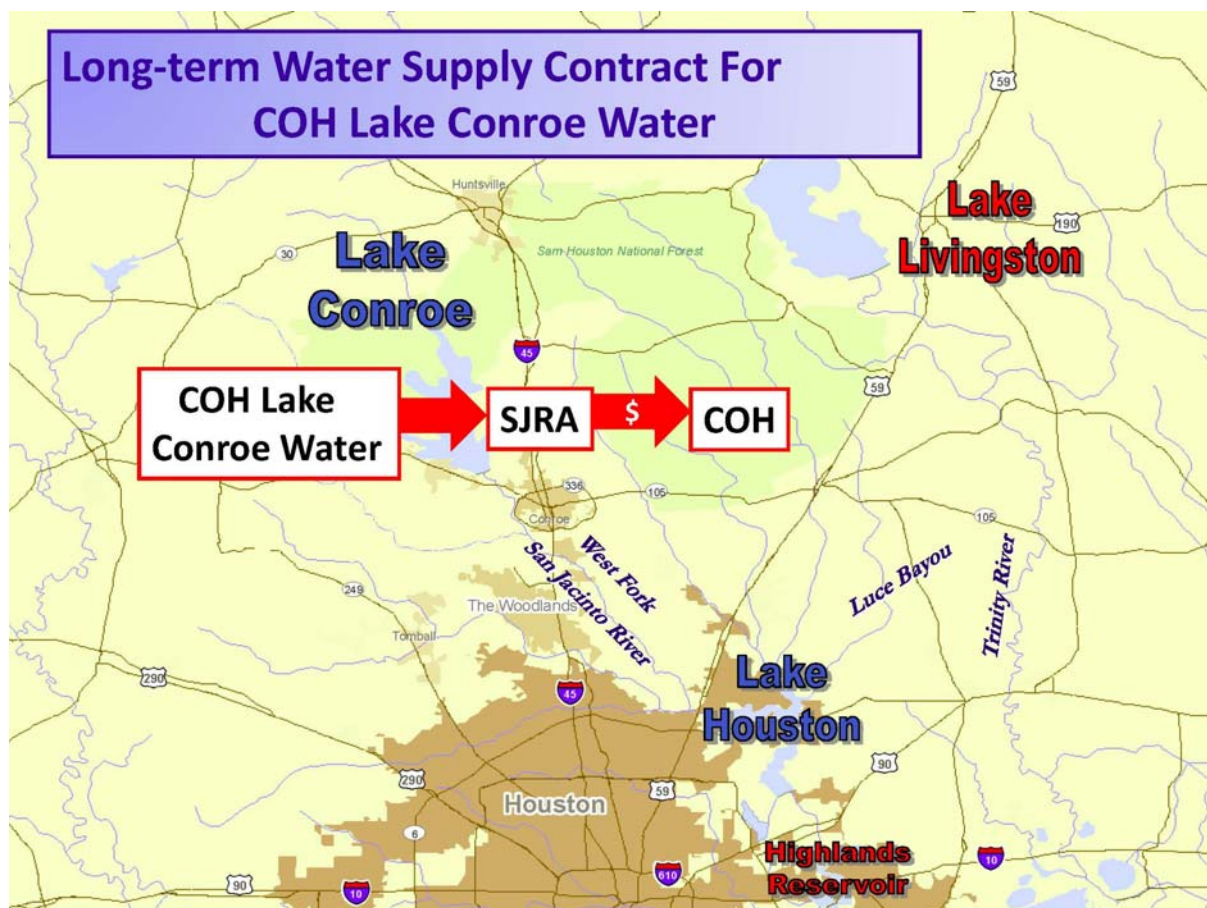 Long-term Water Supply Contract For
COH Lake Conroe Water
59
Huntsville
Lake
Livingston
190
Lake
Conroe
30
Sam Houston National Forest
45
59
COH Lake
Conroe Water
SJRA
$
COH
336
105
Conroe
105
West Fork
San Jacinto River
Luce Bayou
Trinity River
249
The Woodlands
Tomball
290
45
Lake
Houston
290
59
90
Houston
6
Highlands
Reservoir
10
90
10
610